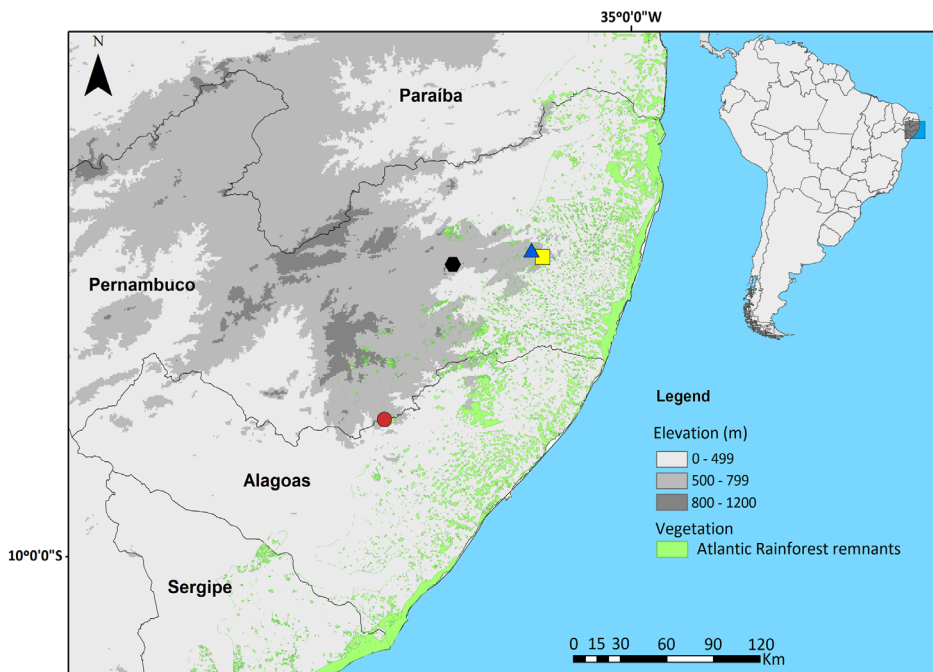 35º0'0"W
N
Paraíba
Pernambuco
Legend
Elevation (m)
0 - 499
500 - 799
800 - 1200
Vegetation
Atlantic Rainforest remnants
Alagoas
10º0'0"S
Sergipe
0 15 30 60 90 120
Km